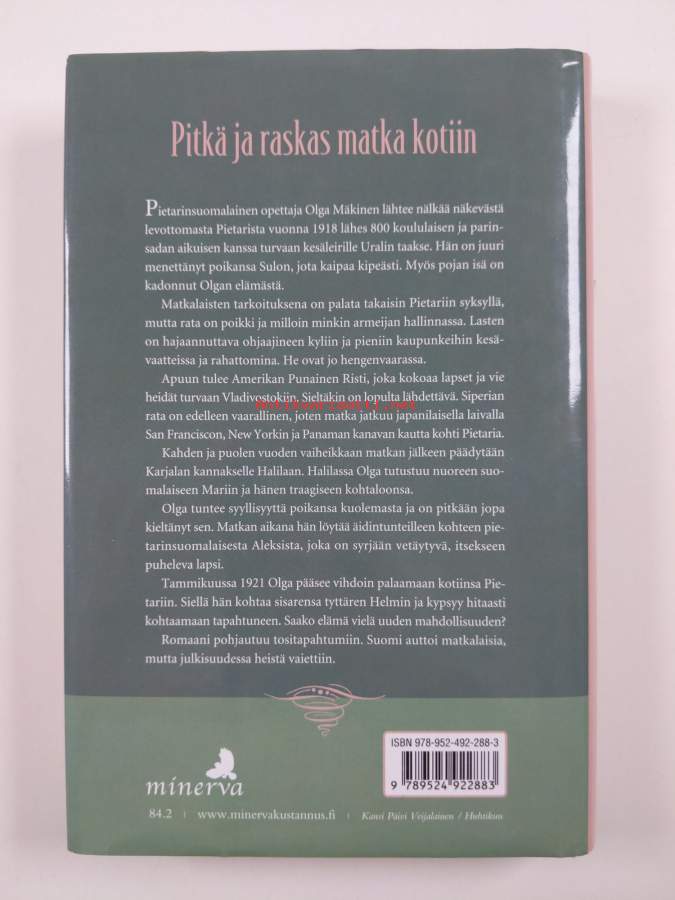 Pitkä ja raskas matka kotiin
Pietarinsuomalainen opettaja Olga Mäkinen lähtee nälkää näkevästä
levottomasta Pietarista vuonna 1918 lähes 800 koululaisen ja parin-
sadan aikuisen kanssa turvaan kesäleirille Uralin taakse. Hän on juuri
menettänyt poikansa Sulon, jota kaipaa kipeästi. Myös pojan isä on
kadonnut Olgan elämästä.
Matkalaisten tarkoituksena on palata takaisin Pietariin syksyllä,
mutta rata on poikki ja milloin minkin armeijan hallinnassa. Lasten
on hajaannuttava ohjaajineen kyliin ja pieniin kaupunkeihin kesä-
vaatteissa ja rahattomina. He ovat jo hengenvaarassa.
Apuun tulee Amerikan Punainen Risti, joka kokoaa lapset ja vie
heidät turvaan Vladivostokiin. Sieltäkin on lopulta lähdettävä. Siperian
antikvariaatti.net
rata on edelleen vaarallinen, joten matka jatkuu japanilaisella laivalla
San Franciscon, New Yorkin ja Panaman kanavan kautta kohti Pietaria.
Kahden ja puolen vuoden vaiheikkaan matkan jälkeen päädytään
Karjalan kannakselle Halilaan. Halilassa Olga tutustuu nuoreen suo-
malaiseen Mariin ja hänen traagiseen kohtaloonsa.
Olga tuntee syyllisyyttä poikansa kuolemasta ja on pitkään jopa
kieltänyt sen. Matkan aikana hän löytää äidintunteilleen kohteen pie-
tarinsuomalaisesta Aleksista, joka on syrjään vetäytyvä, itsekseen
puheleva lapsi.
Tammikuussa 1921 Olga pääsee vihdoin palaamaan kotiinsa Pie-
tariin. Siellä hän kohtaa sisarensa tyttären Helmin ja kypsyy hitaasti
kohtaamaan tapahtuneen. Saako elämä vielä uuden mahdollisuuden?
Romaani pohjautuu tositapahtumiin. Suomi auttoi matkalaisia,
mutta julkisuudessa heistä vaiettiin.
ISBN 978-952-492-288-3
9 789524 922883
minerva
84.2 | www.minervakustannus.fi | Kansi Päivi Veijalainen / Huhtikuu